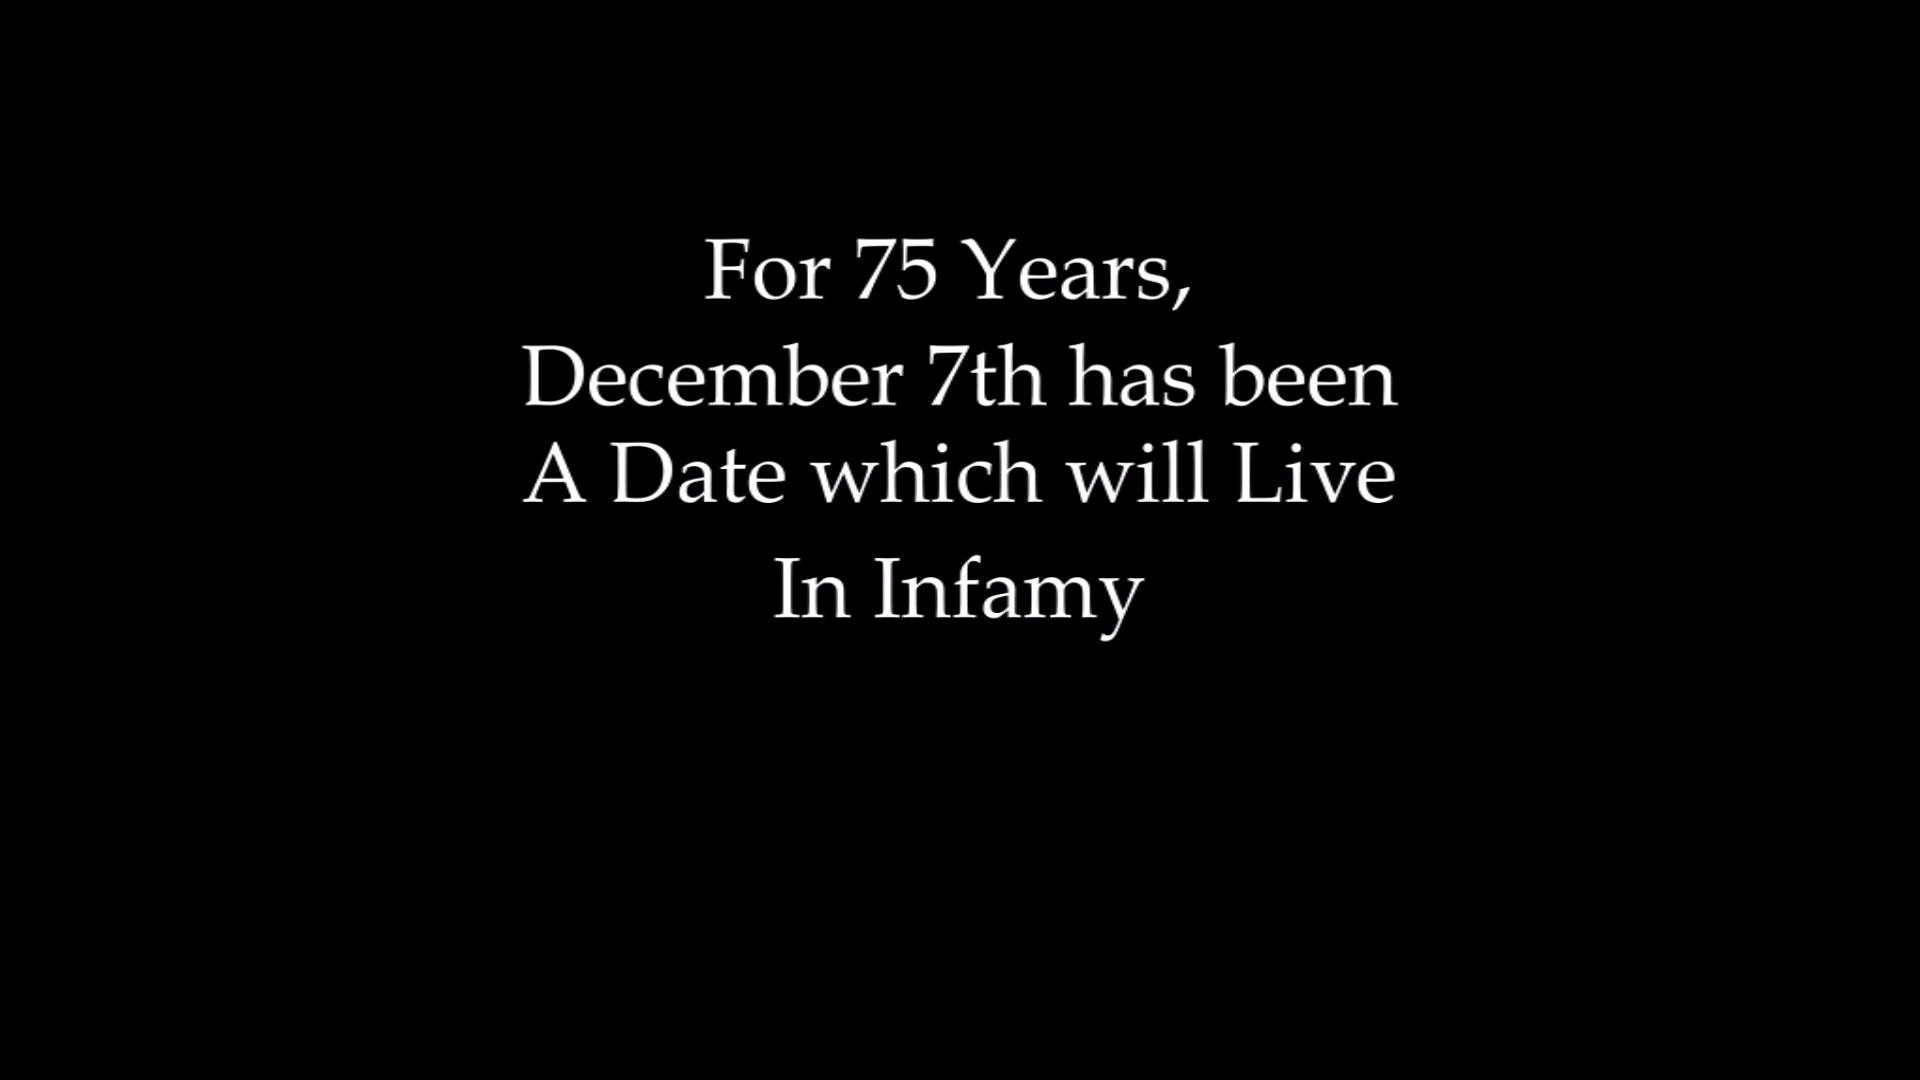 For 75 Years,
December 7th has been
A Date which will Live
In Infamy